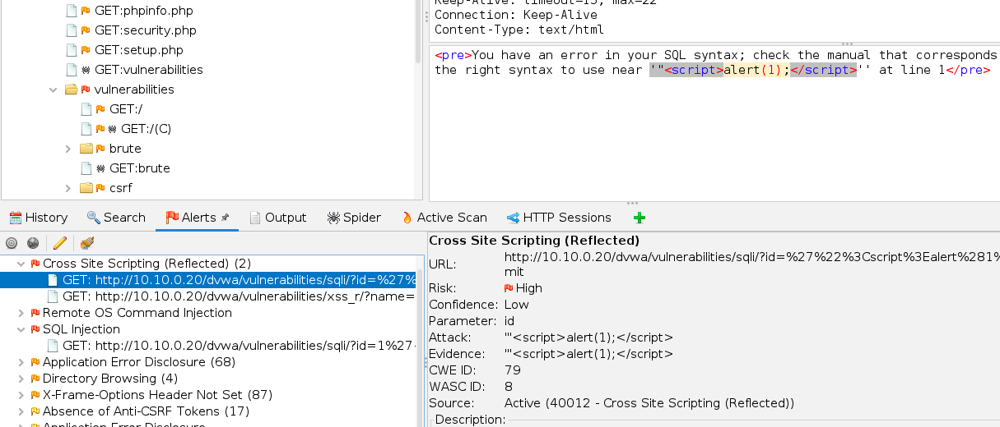 GET:phpinfo.php
GET:security.php
GET:setup.php
GET:vulnerabilities
vulnerabilities
GET:/
GET:/(C)
brute
GET:brute
csrf
Keep-Alive: timeout=15, max=22
Connection: Keep-Alive
Content-Type: text/html
<pre>You have an error in your SQL syntax; check the manual that corresponds
the right syntax to use near '"<script>alert(1);</script>'' at line 1</pre>
History Search Alerts Output Spider Active Scan HTTP Sessions
Cross Site Scripting (Reflected) (2)
GET: http://10.10.0.20/dvwa/vulnerabilities/sqli/?id=%27%
GET: http://10.10.0.20/dvwa/vulnerabilities/xss_r/?name=
Remote OS Command Injection
SQL Injection
GET: http://10.10.0.20/dvwa/vulnerabilities/sqli/?id=1%27
Application Error Disclosure (68)
Directory Browsing (4)
X-Frame-Options Header Not Set (87)
Absence of Anti-CSRF Tokens (17)
Application Error Disclosure
Cross Site Scripting (Reflected)
URL: http://10.10.0.20/dvwa/vulnerabilities/sqli/?id=%27%22%3Cscript%3Ealert%281%
mit
Risk: High
Confidence: Low
Parameter: id
Attack: '"<script>alert(1);</script>
Evidence: '"<script>alert(1);</script>
CWE ID: 79
WASC ID: 8
Source: Active (40012 - Cross Site Scripting (Reflected))
Description: